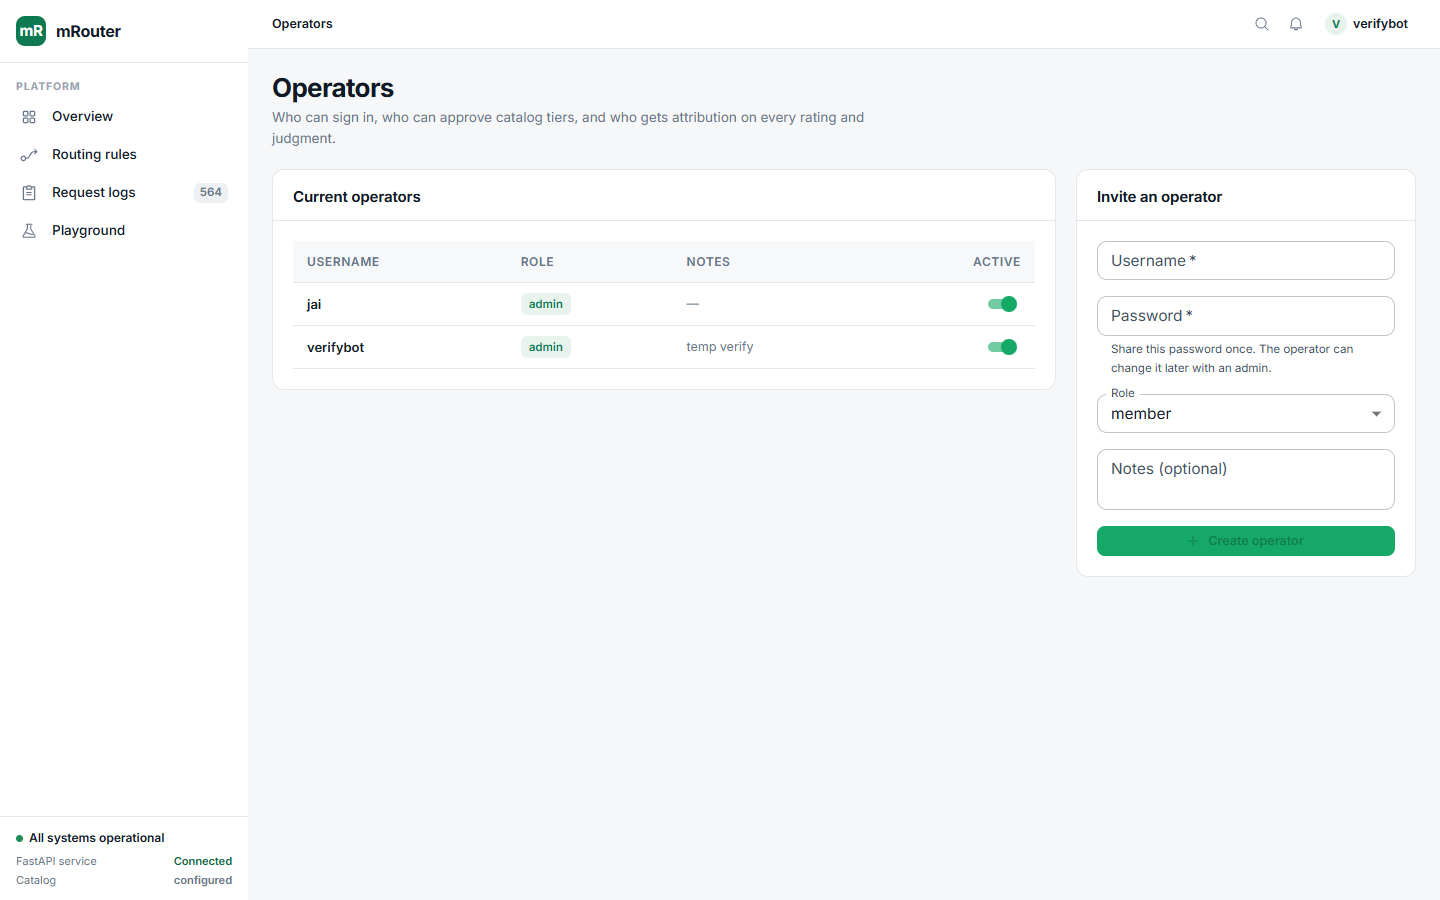 mR mRouter
PLATFORM
Overview
Routing rules
Request logs 564
Playground
All systems operational
FastAPI service Connected
Catalog configured
Operators
V verifybot
Operators
Who can sign in, who can approve catalog tiers, and who gets attribution on every rating and
judgment.
Current operators
USERNAME ROLE NOTES ACTIVE
jai admin —
verifybot admin temp verify
Invite an operator
Username *
Password *
Share this password once. The operator can
change it later with an admin.
Role
member
Notes (optional)
+ Create operator